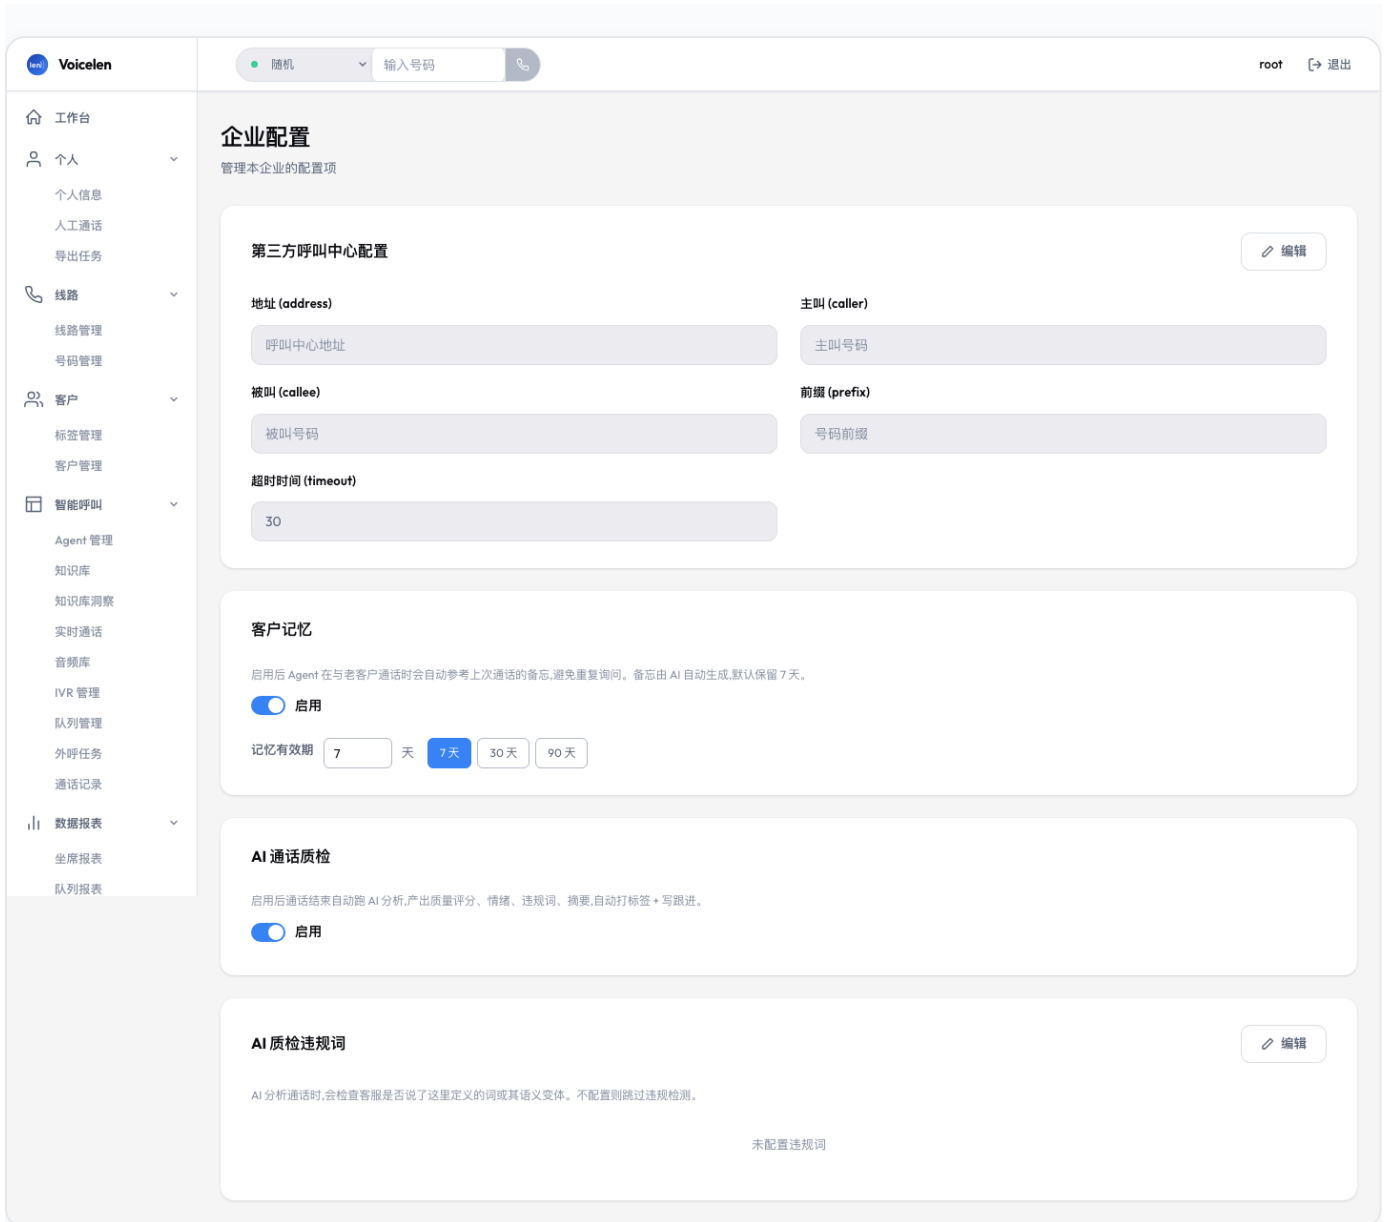 len)
Voicelen
随机
输入号码
root
退出
工作台
个人
个人信息
人工通话
导出任务
线路
线路管理
号码管理
客户
标签管理
客户管理
智能呼叫
Agent 管理
知识库
知识库洞察
实时通话
音频库
IVR 管理
队列管理
外呼任务
通话记录
数据报表
坐席报表
队列报表
企业配置
管理本企业的配置项
第三方呼叫中心配置
编辑
地址 (address)
主叫 (caller)
呼叫中心地址
主叫号码
被叫 (callee)
前缀 (prefix)
被叫号码
号码前缀
超时时间 (timeout)
30
客户记忆
启用后 Agent 在与老客户通话时会自动参考上次通话的备忘,避免重复询问。备忘由 AI 自动生成,默认保留 7 天。
启用
记忆有效期 7 天 7 天 30 天 90 天
AI 通话质检
启用后通话结束自动跑 AI 分析,产出质量评分、情绪、违规词、摘要,自动打标签 + 写跟进。
启用
AI 质检违规词
编辑
AI 分析通话时,会检查客服是否说了这里定义的词或其语义变体。不配置则跳过违规检测。
未配置违规词